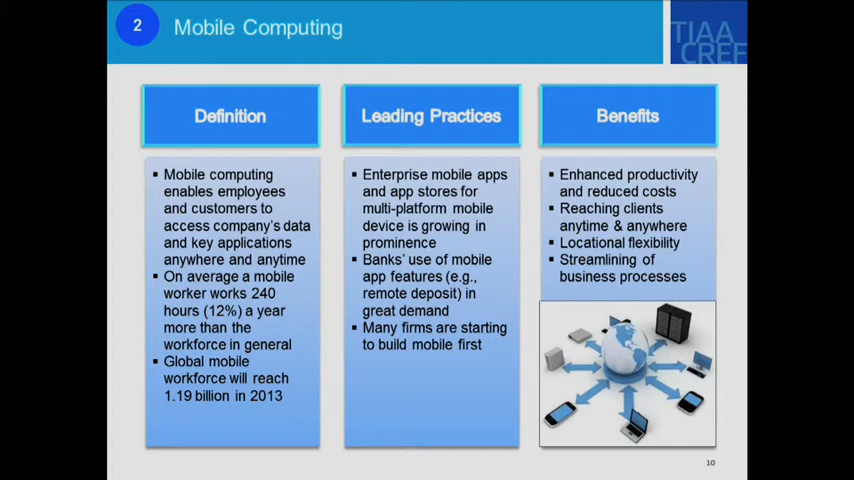 2
Mobile Computing
TIAA
CREF
Definition
▪ Mobile computing
enables employees
and customers to
access company's data
and key applications
anywhere and anytime
▪ On average a mobile
worker works 240
hours (12%) a year
more than the
workforce in general
▪ Global mobile
workforce will reach
1.19 billion in 2013
Leading Practices
▪ Enterprise mobile apps
and app stores for
multi-platform mobile
device is growing in
prominence
▪ Banks' use of mobile
app features (e.g.,
remote deposit) in
great demand
▪ Many firms are starting
to build mobile first
Benefits
▪ Enhanced productivity
and reduced costs
▪ Reaching clients
anytime & anywhere
▪ Locational flexibility
▪ Streamlining of
business processes
10